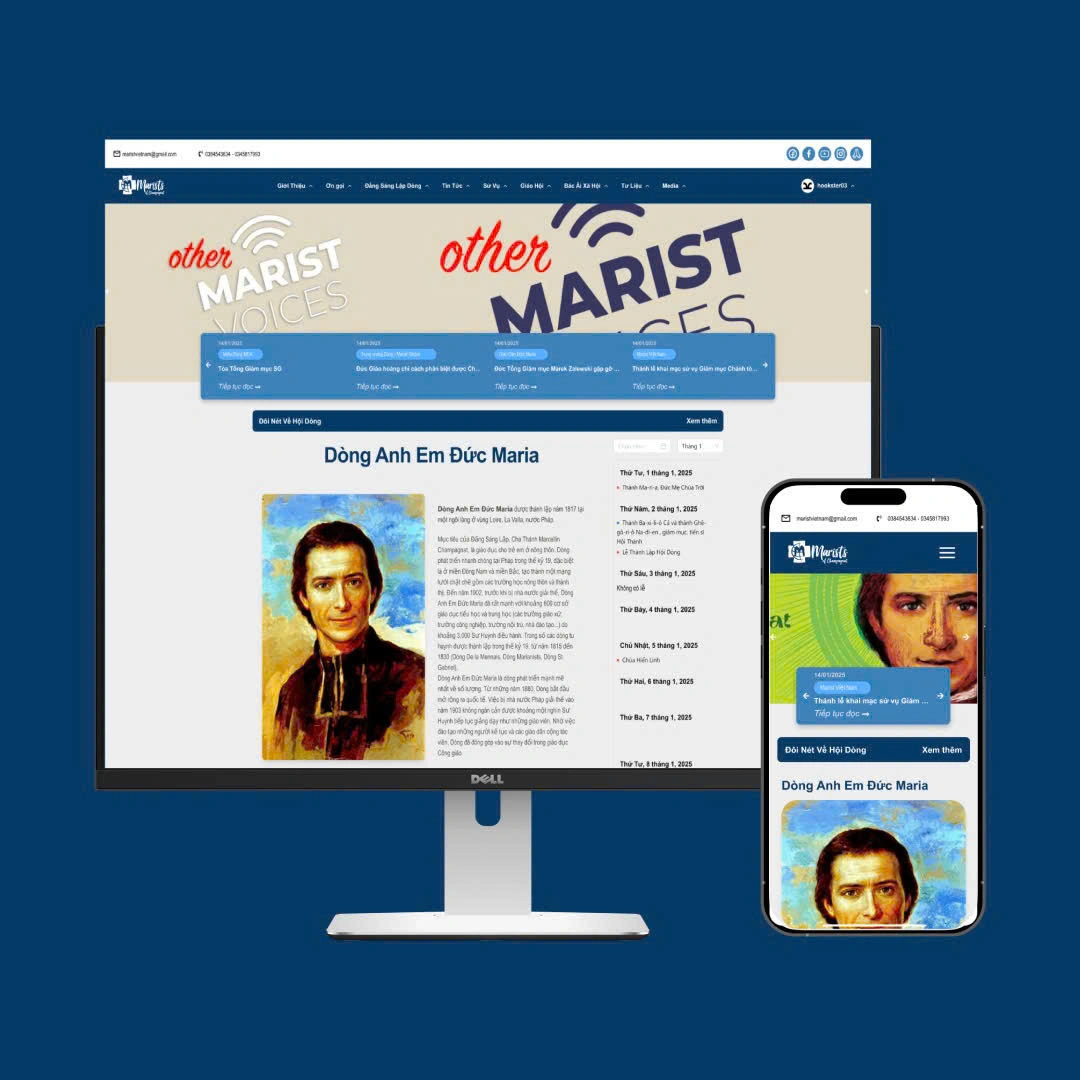 marishvietnam@gmail.com 0384543634 - 0345817993
Marists
of Champagnat
Giới Thiệu Ơn gọi Đấng Sáng Lập Dòng Tin Tức Sứ Vụ Giáo Hội Bác Ái Xã Hội Tư Liệu Media hookster03
other MARIST VOICES
other MARIST
14/01/2025 14/01/2025 14/01/2025 14/01/2025
Marist Việt Nam
Tòa Tổng Giám mục SG Đức Giáo hoàng chỉ cách phân biệt được Ch... Đức Tổng Giám mục Marek Zalewski gặp gỡ ... Thánh lễ khai mạc sứ vụ Giám mục Chánh tò...
Tiếp tục đọc Tiếp tục đọc Tiếp tục đọc Tiếp tục đọc
Đôi Nét Về Hội Dòng Xem thêm
Dòng Anh Em Đức Maria
Dòng Anh Em Đức Maria được thành lập năm 1817 tại
một ngôi làng ở vùng Loire, La Valla, nước Pháp.
Mục tiêu của Đấng Sáng Lập, Cha Thánh Marcellin
Champagnat, là giáo dục cho trẻ em ở nông thôn. Dòng
phát triển nhanh chóng tại Pháp trong thế kỷ 19, đặc biệt
là ở miền Đông Nam và miền Bắc, tạo thành một mạng
lưới chặt chẽ gồm các trường học nông thôn và thành
thị. Đến năm 1902, trước khi bị nhà nước giải thể, Dòng
Anh Em Đức Maria đã rất mạnh với khoảng 600 cơ sở
giáo dục tiểu học và trung học (các trường giáo xứ,
trường công nghiệp, trường nội trú, nhà đào tạo...) do
khoảng 3,000 Sư Huynh điều hành. Trong số các dòng tu
huynh được thành lập trong thế kỷ 19, từ năm 1815 đến
1830 (Dòng De la Mennais, Dòng Marianists, Dòng St.
Gabriel),
Dòng Anh Em Đức Maria là dòng phát triển mạnh mẽ
nhất về số lượng. Từ những năm 1880, Dòng bắt đầu
mở rộng ra quốc tế. Việc bị nhà nước Pháp giải thể vào
năm 1903 không ngăn cản được khoảng một nghìn Sư
Huynh tiếp tục giảng dạy như những giáo viên. Nhờ việc
đào tạo những người kế tục và các giáo dân cộng tác
viên, Dòng đã đóng góp vào sự thay đổi trong giáo dục
Công giáo.
Tháng 1
Thứ Tư, 1 tháng 1, 2025
Thánh Ma-ri-a, Đức Mẹ Chúa Trời
Thứ Năm, 2 tháng 1, 2025
Thánh Ba-xi-li-ô Cả và thánh Ghê-
gô-ri-ô Na-di-en, giám mục, tiến sĩ
Hội Thánh
Lễ Thành Lập Hội Dòng
Thứ Sáu, 3 tháng 1, 2025
Không có lễ
Thứ Bảy, 4 tháng 1, 2025
Chủ Nhật, 5 tháng 1, 2025
Chúa Hiển Linh
Thứ Hai, 6 tháng 1, 2025
Thứ Ba, 7 tháng 1, 2025
Thứ Tư, 8 tháng 1, 2025
DELL
marishvietnam@gmail.com 0384543634 - 0345817993
Marists
of Champagnat
at
14/01/2025
Marist Việt Nam
Thánh lễ khai mạc sứ vụ Giám ...
Tiếp tục đọc
Đôi Nét Về Hội Dòng Xem thêm
Dòng Anh Em Đức Maria